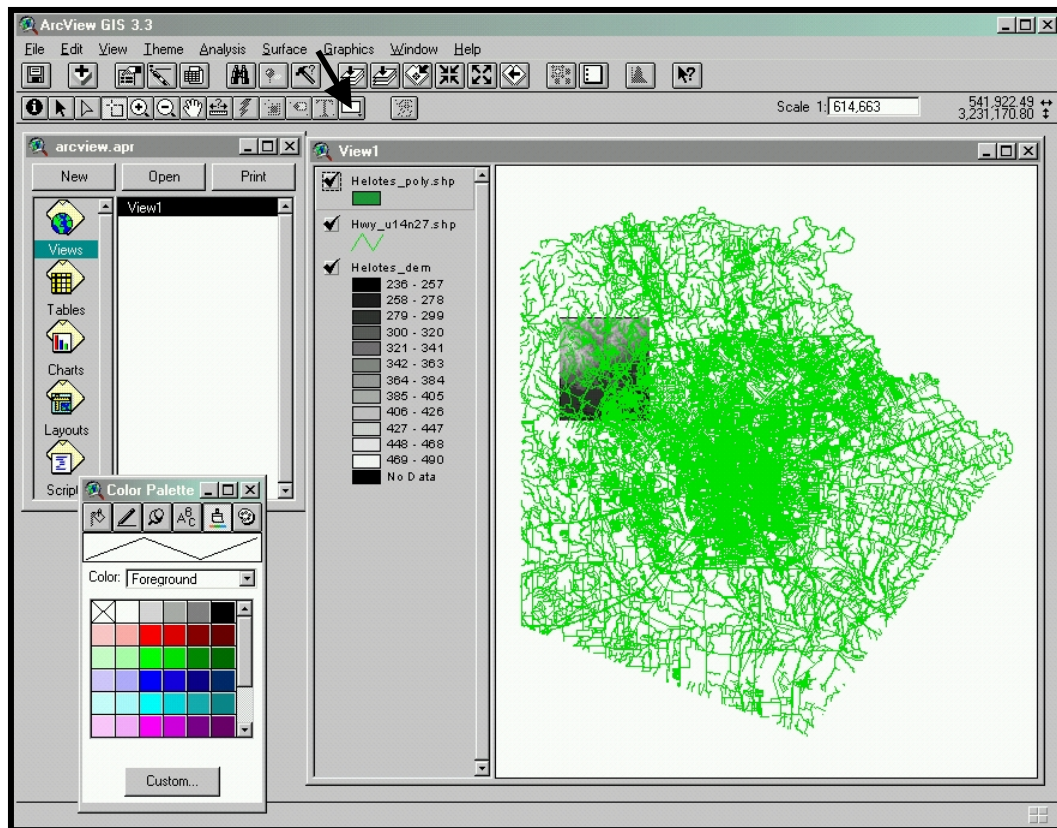 ArcView GIS 3.3
File Edit View Theme Analysis Surface Graphics Window Help
Scale 1: 614,663
541,922.49
3,231,170.80
arcview.apr
New Open Print
View1
Views
Tables
Charts
Layouts
Script
View1
Helotes_poly.shp
Hwy_u14n27.shp
Helotes_dem
236 - 257
258 - 278
279 - 299
300 - 320
321 - 341
342 - 363
364 - 384
385 - 405
406 - 426
427 - 447
448 - 468
469 - 490
No Data
Color Palette
Color: Foreground
Custom...